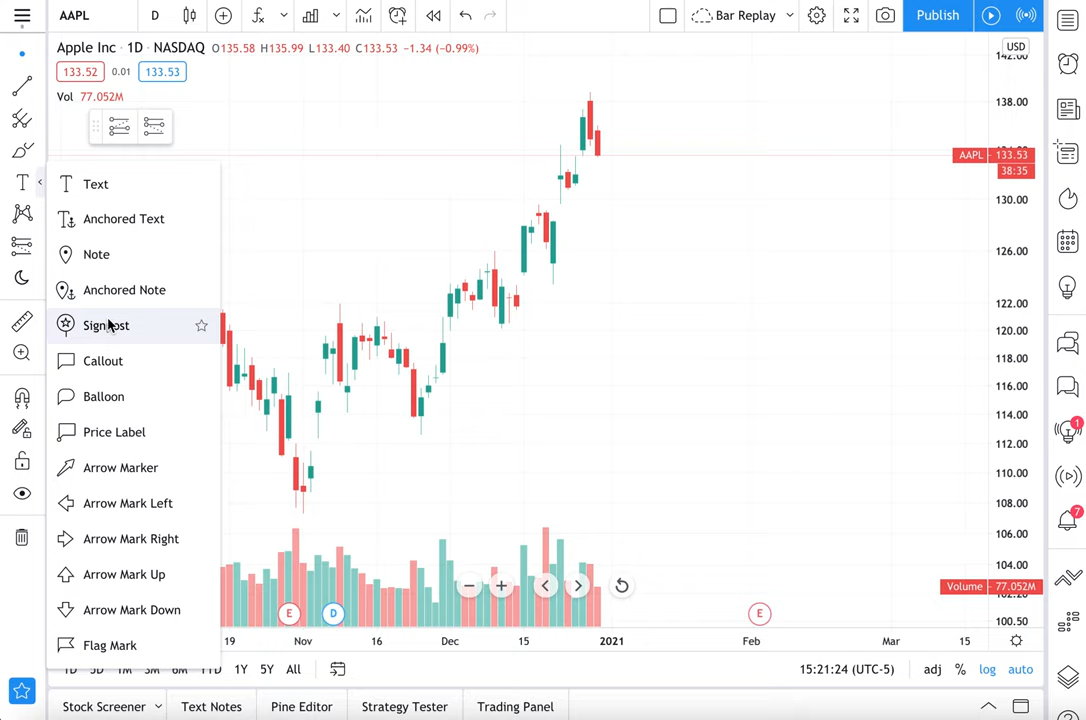 AAPL D Bar Replay Publish
Apple Inc · 1D · NASDAQ O135.58 H135.99 L133.40 C133.53 −1.34 (−0.99%) USD
133.52 0.01 133.53
Vol 77.052M
Text
Anchored Text
Note
Anchored Note
Signpost
Callout
Balloon
Price Label
Arrow Marker
Arrow Mark Left
Arrow Mark Right
Arrow Mark Up
Arrow Mark Down
Flag Mark
142.00
138.00
AAPL 133.53
38:35
130.00
126.00
122.00
120.00
118.00
116.00
114.00
112.00
110.00
108.00
106.00
104.00
Volume 77.052M
100.50
1
7
E D E
19 Nov 16 Dec 15 2021 Feb Mar 15
1D 5D 1M 3M 6M YTD 1Y 5Y All 15:21:24 (UTC-5) adj % log auto
Stock Screener Text Notes Pine Editor Strategy Tester Trading Panel